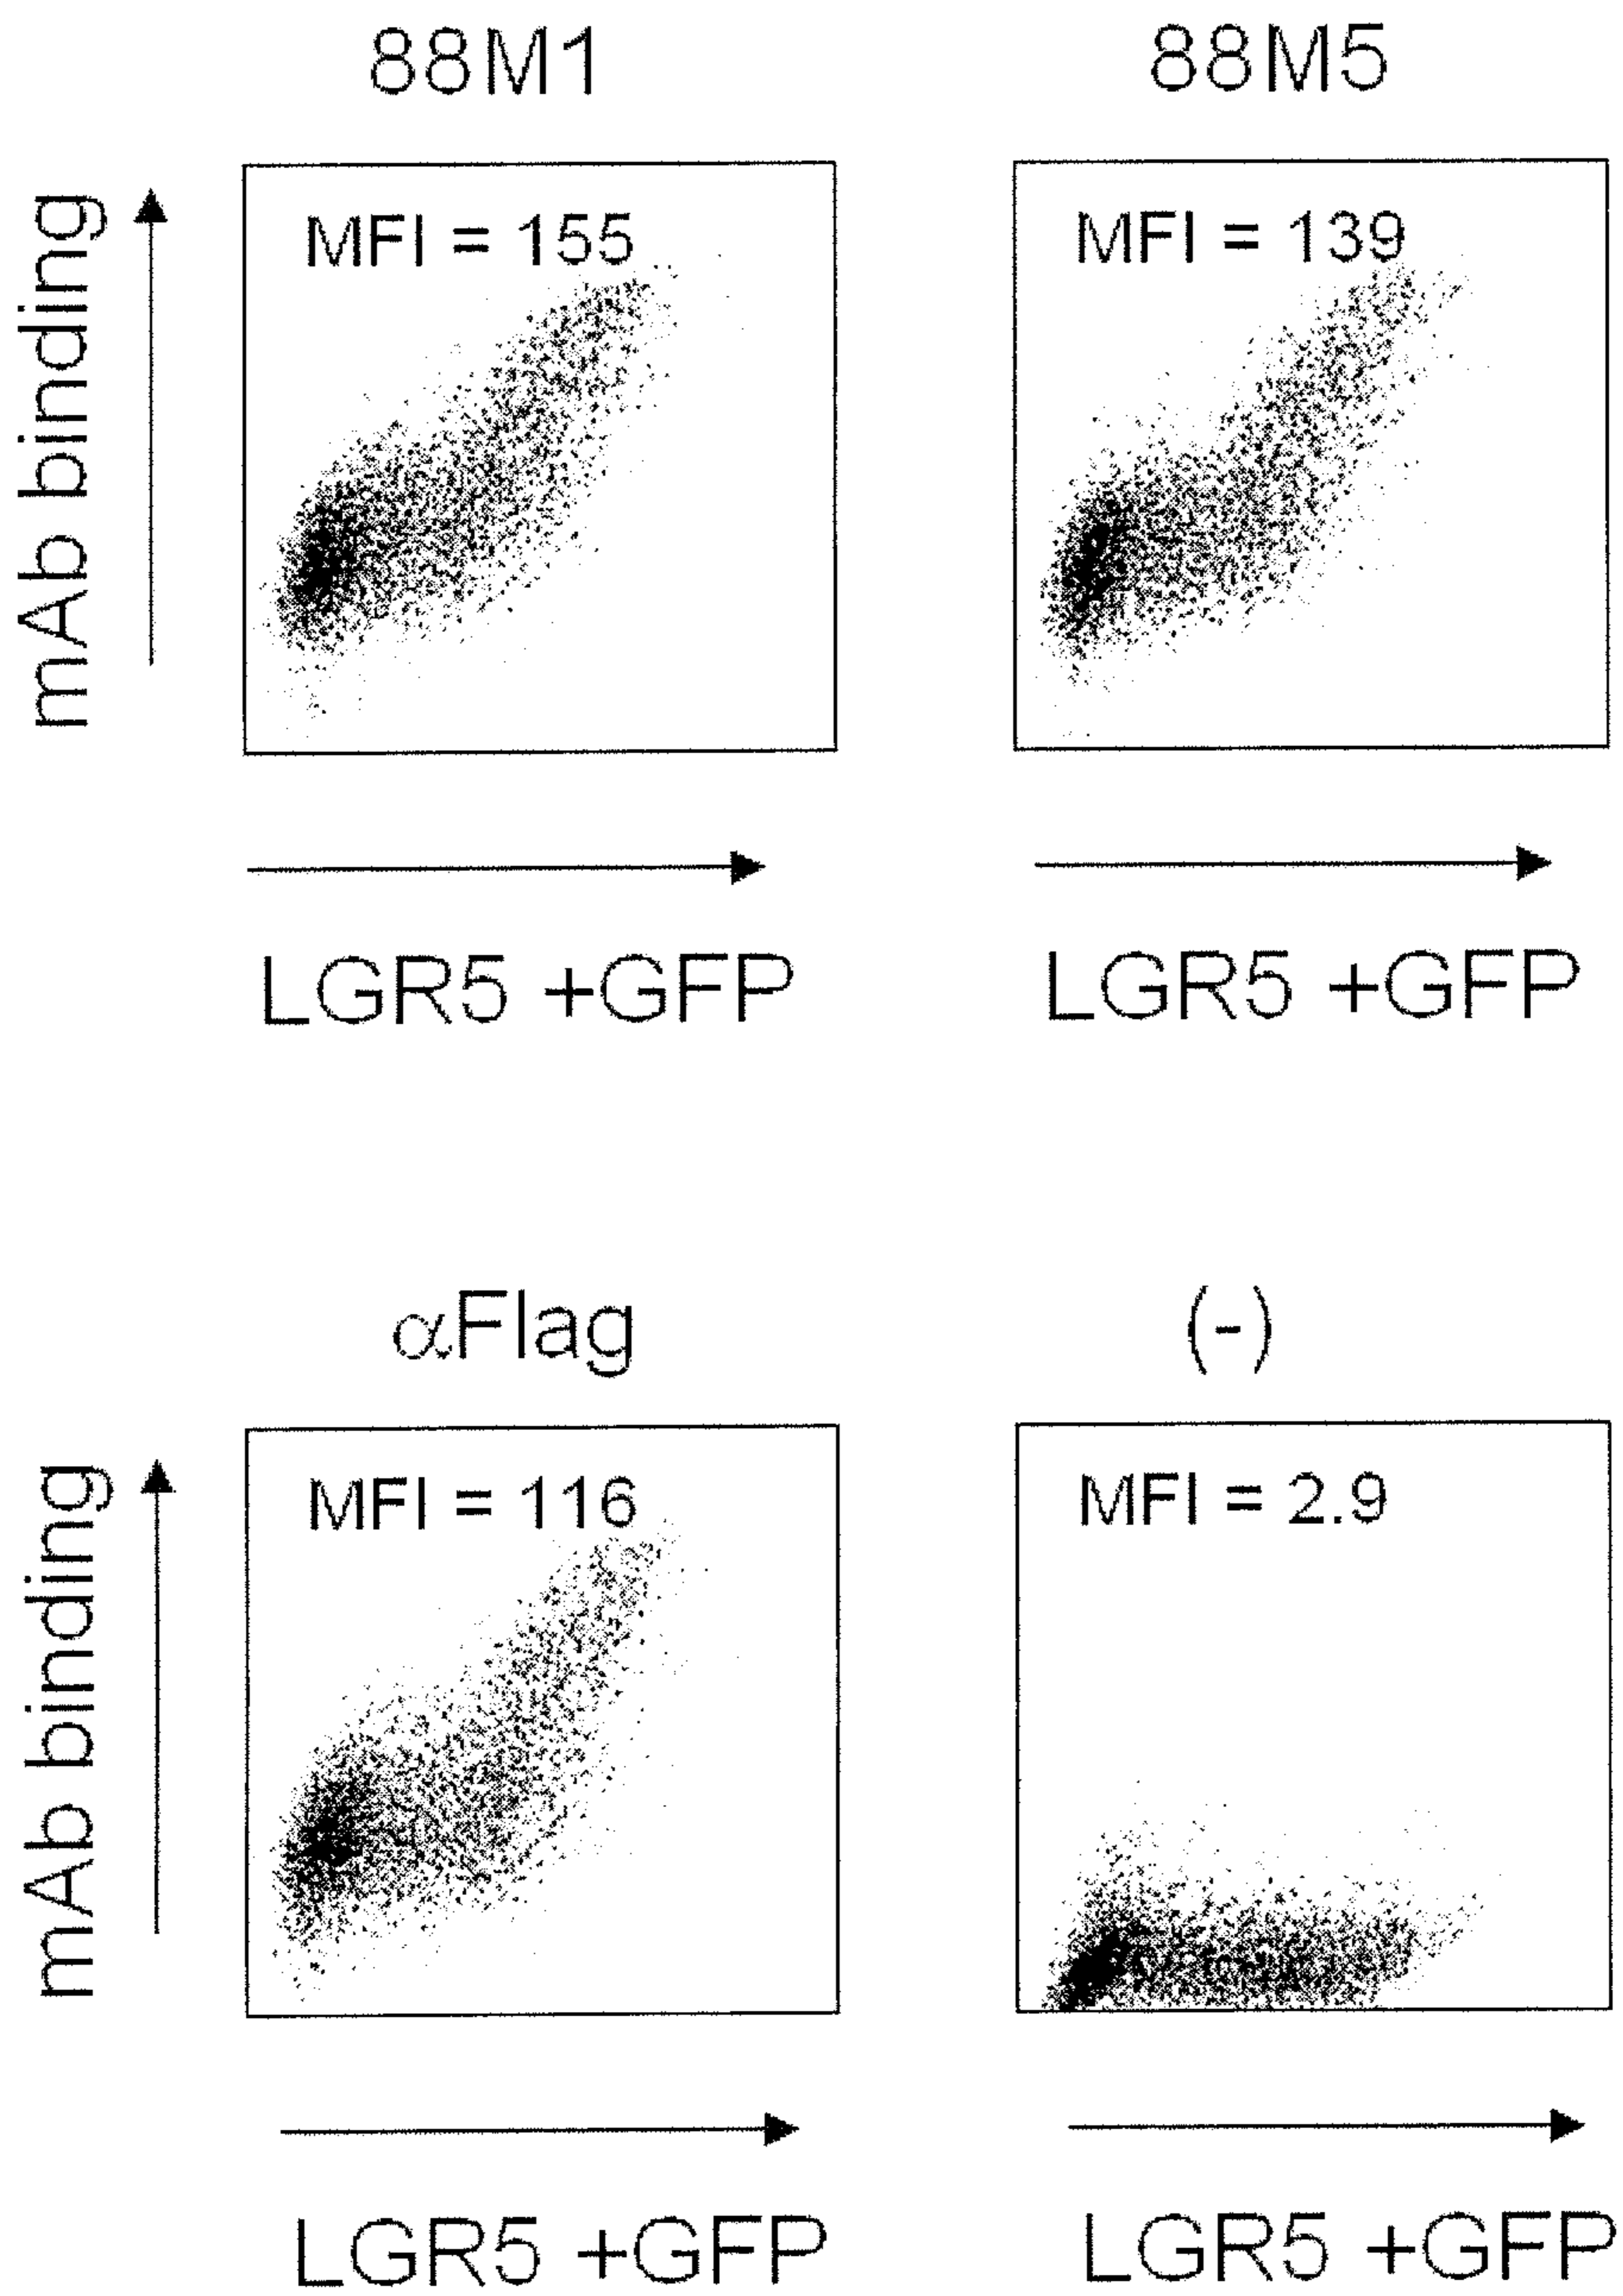 88M1
88M5
mAb binding
MFI = 155
MFI = 139
LGR5 +GFP
LGR5 +GFP
αFlag
(-)
mAb binding
MFI = 116
MFI = 2.9
LGR5 +GFP
LGR5 +GFP